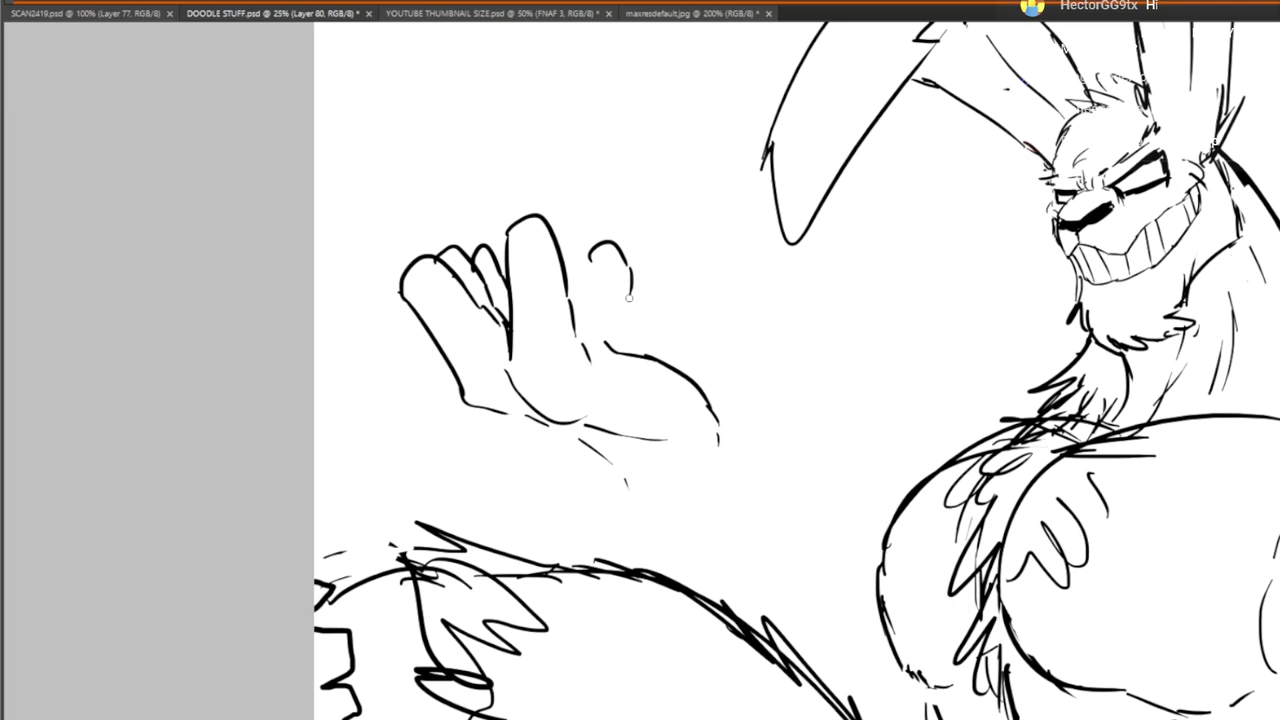 HectorGG9tx Hi
SCAN2419.psd @ 100% (Layer 77, RGB/8) × DOODLE STUFF.psd @ 25% (Layer 80, RGB/8) * × YOUTUBE THUMBNAIL SIZE.psd @ 50% (FNAF 3, RGB/8) * × maxresdefault.jpg @ 200% (RGB/8) * ×